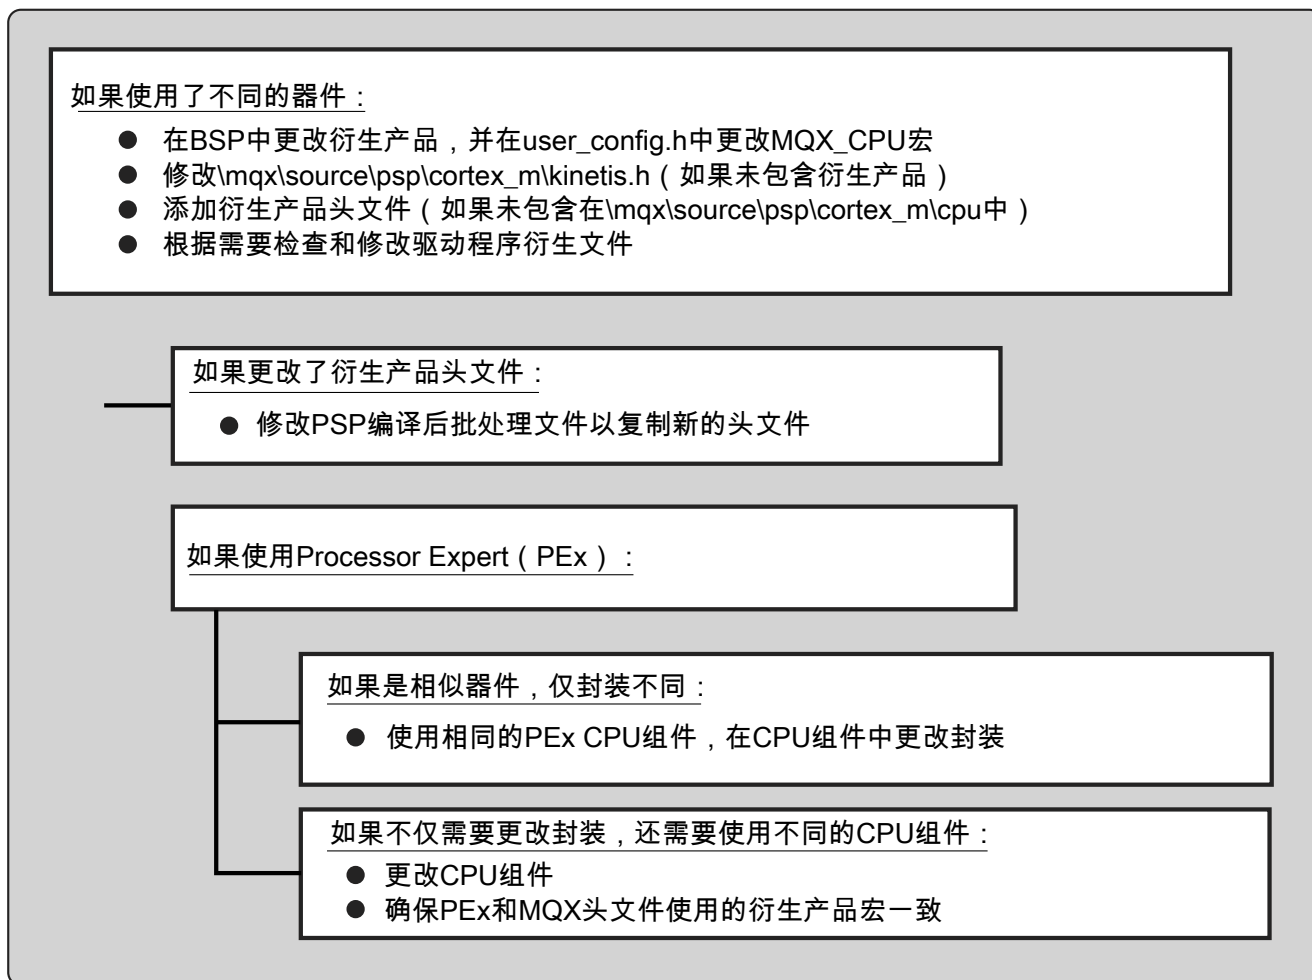 如果使用了不同的器件：
● 在BSP中更改衍生产品，并在user_config.h中更改MQX_CPU宏
● 修改\mqx\source\psp\cortex_m\kinetis.h（如果未包含衍生产品）
● 添加衍生产品头文件（如果未包含在\mqx\source\psp\cortex_m\cpu中）
● 根据需要检查和修改驱动程序衍生文件
如果更改了衍生产品头文件：
● 修改PSP编译后批处理文件以复制新的头文件
如果使用Processor Expert（PEx）：
如果是相似器件，仅封装不同：
● 使用相同的PEx CPU组件，在CPU组件中更改封装
如果不仅需要更改封装，还需要使用不同的CPU组件：
● 更改CPU组件
● 确保PEx和MQX头文件使用的衍生产品宏一致